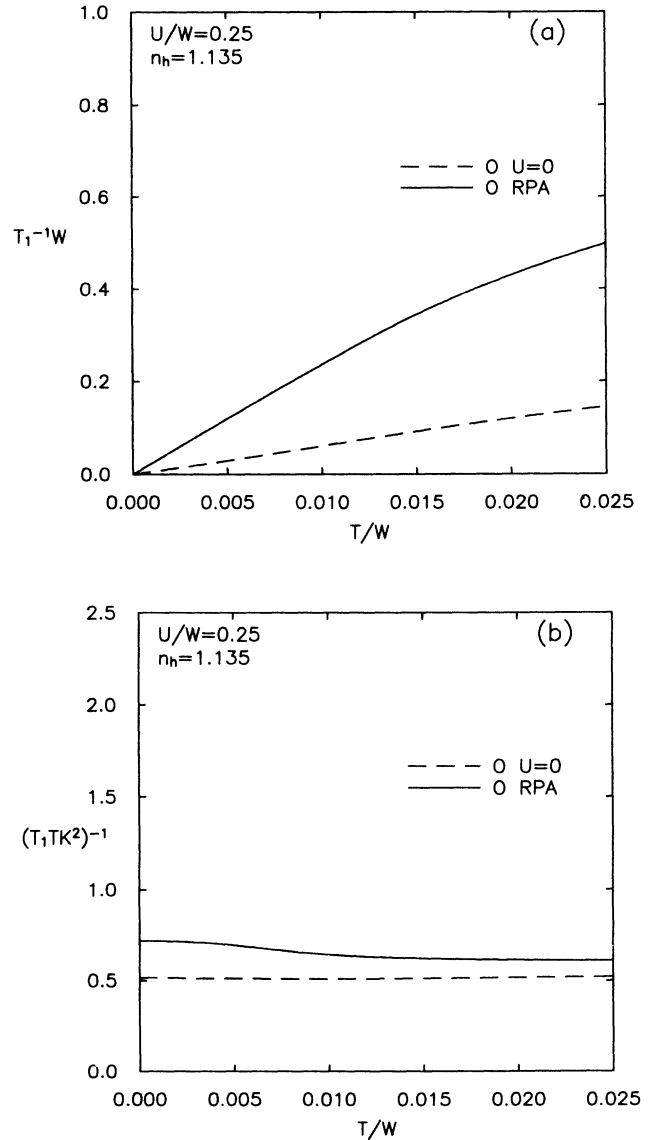 1.0
U/W=0.25
(a)
n_h=1.135
0.8
— — — O U=0
——— O RPA
0.6
T₁⁻¹W
0.4
0.2
0.0
0.000 0.005 0.010 0.015 0.020 0.025
T/W
2.5
U/W=0.25
(b)
n_h=1.135
2.0
— — — O U=0
——— O RPA
1.5
(T₁TK²)⁻¹
1.0
0.5
0.0
0.000 0.005 0.010 0.015 0.020 0.025
T/W